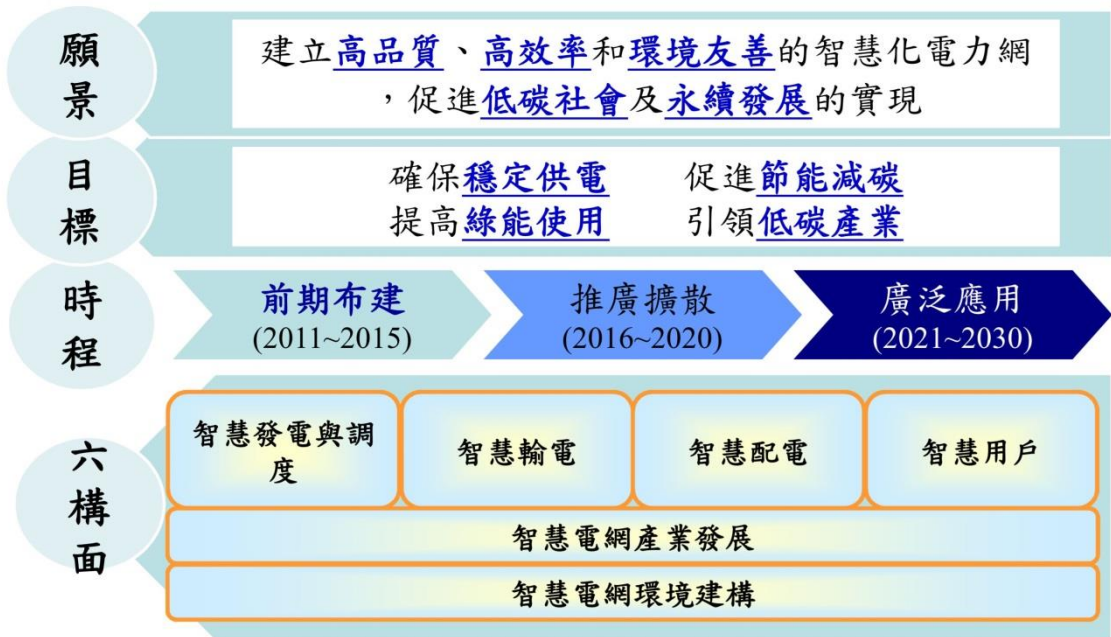 願景
建立高品質、高效率和環境友善的智慧化電力網
，促進低碳社會及永續發展的實現
目標
確保穩定供電 促進節能減碳
提高綠能使用 引領低碳產業
時程
前期布建
(2011~2015)
推廣擴散
(2016~2020)
廣泛應用
(2021~2030)
六構面
智慧發電與調
度
智慧輸電
智慧配電
智慧用戶
智慧電網產業發展
智慧電網環境建構